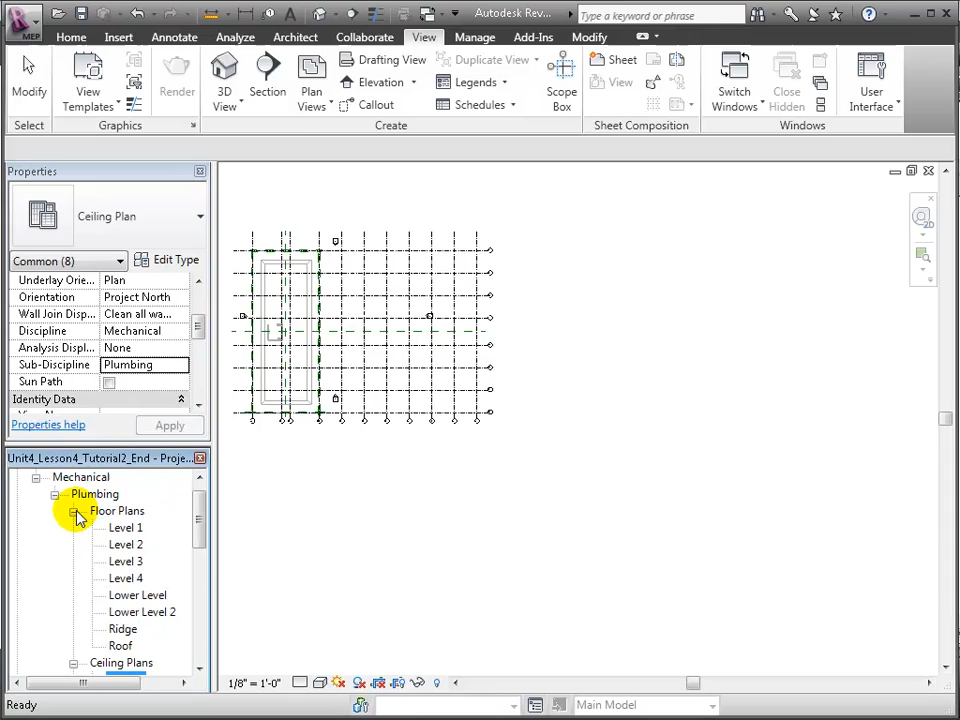 Autodesk Rev...
Type a keyword or phrase
MEP
Home Insert Annotate Analyze Architect Collaborate View Manage Add-Ins Modify
Modify
View Templates
Render
3D View
Section
Plan Views
Drafting View
Elevation
Callout
Duplicate View
Legends
Schedules
Scope Box
Sheet
View
Switch Windows
Close Hidden
User Interface
Select Graphics Create Sheet Composition Windows
Properties
Ceiling Plan
Common (8) Edit Type
Underlay Orie... Plan
Orientation Project North
Wall Join Disp... Clean all wa...
Discipline Mechanical
Analysis Displ... None
Sub-Discipline Plumbing
Sun Path
Identity Data
Properties help Apply
Unit4_Lesson4_Tutorial2_End - Proje...
Mechanical
Plumbing
Floor Plans
Level 1
Level 2
Level 3
Level 4
Lower Level
Lower Level 2
Ridge
Roof
Ceiling Plans
2D
1/8" = 1'-0"
Ready
Main Model